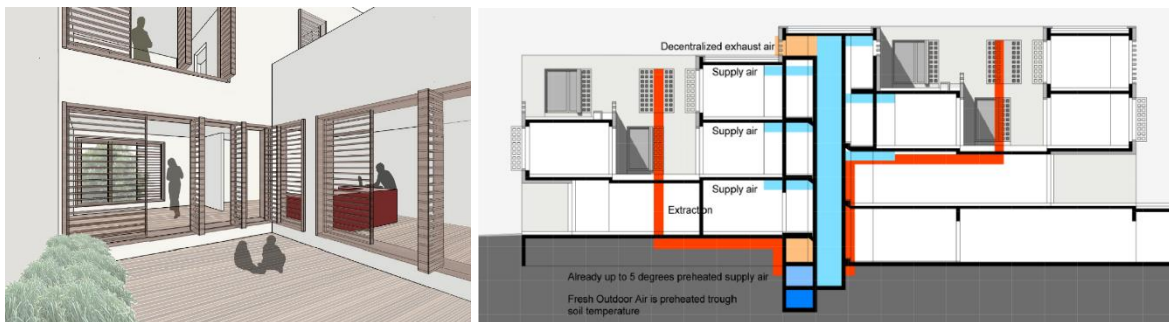 Decentralized exhaust air
Supply air
Supply air
Supply air
Extraction
Already up to 5 degrees preheated supply air
Fresh Outdoor Air is preheated trough
soil temperature